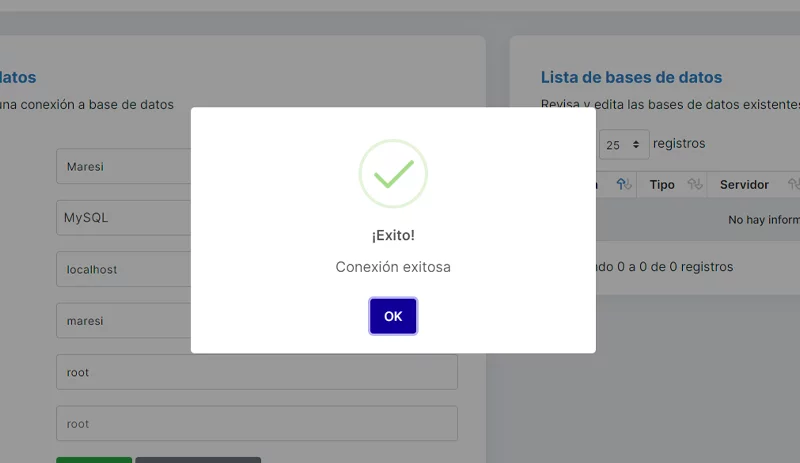 datos
una conexión a base de datos
Maresi
MySQL
localhost
maresi
root
root
Lista de bases de datos
Revisa y edita las bases de datos existentes
25 registros
Tipo Servidor
No hay
0 a 0 de 0 registros
¡Exito!
Conexión exitosa
OK